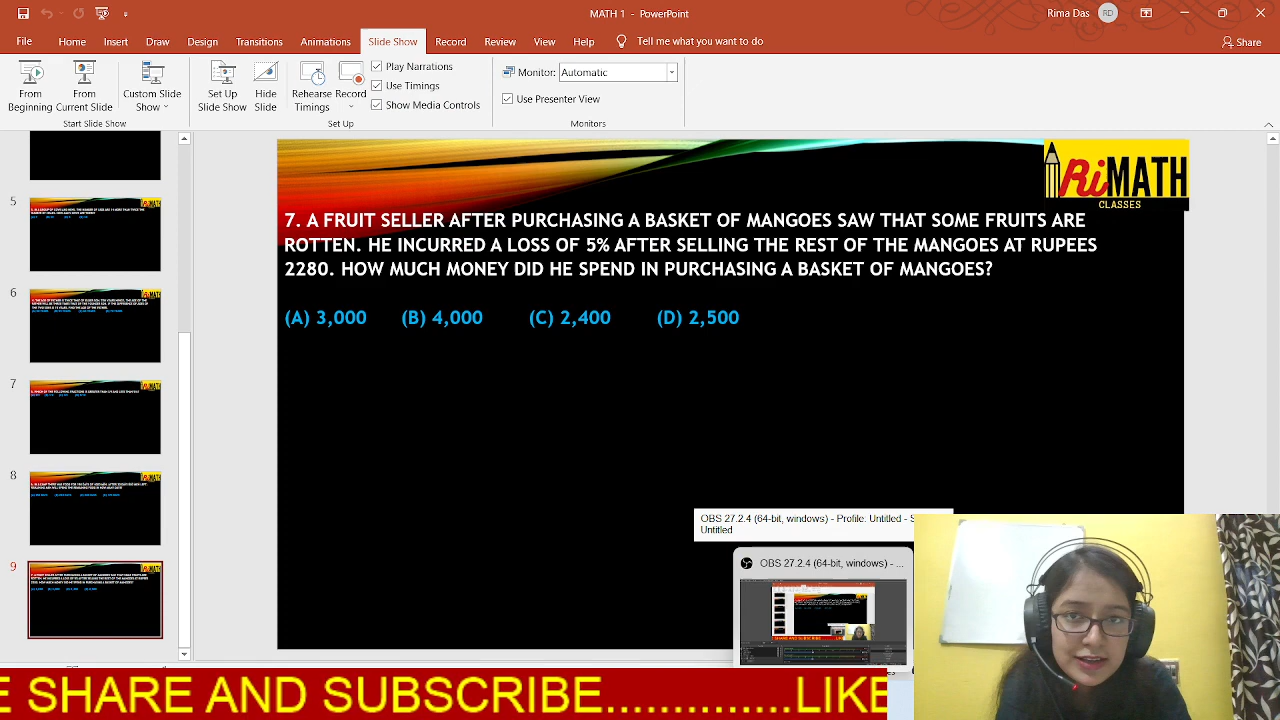 MATH 1 - PowerPoint
Rima Das
RD
File
Home
Insert
Draw
Design
Transitions
Animations
Slide Show
Record
Review
View
Help
Tell me what you want to do
Share
From Beginning
From Current Slide
Custom Slide Show
Start Slide Show
Set Up Slide Show
Hide Slide
Rehearse Timings
Record
Play Narrations
Use Timings
Show Media Controls
Set Up
Monitor:
Automatic
Use Presenter View
Monitors
5
6
7
8
9
RiMATH
CLASSES
7. A FRUIT SELLER AFTER PURCHASING A BASKET OF MANGOES SAW THAT SOME FRUITS ARE
ROTTEN. HE INCURRED A LOSS OF 5% AFTER SELLING THE REST OF THE MANGOES AT RUPEES
2280. HOW MUCH MONEY DID HE SPEND IN PURCHASING A BASKET OF MANGOES?
(A) 3,000 (B) 4,000 (C) 2,400 (D) 2,500
OBS 27.2.4 (64-bit, windows) - Profile: Untitled - S
Untitled
OBS 27.2.4 (64-bit, windows) - ...
E SHARE AND SUBSCRIBE..............LIKE